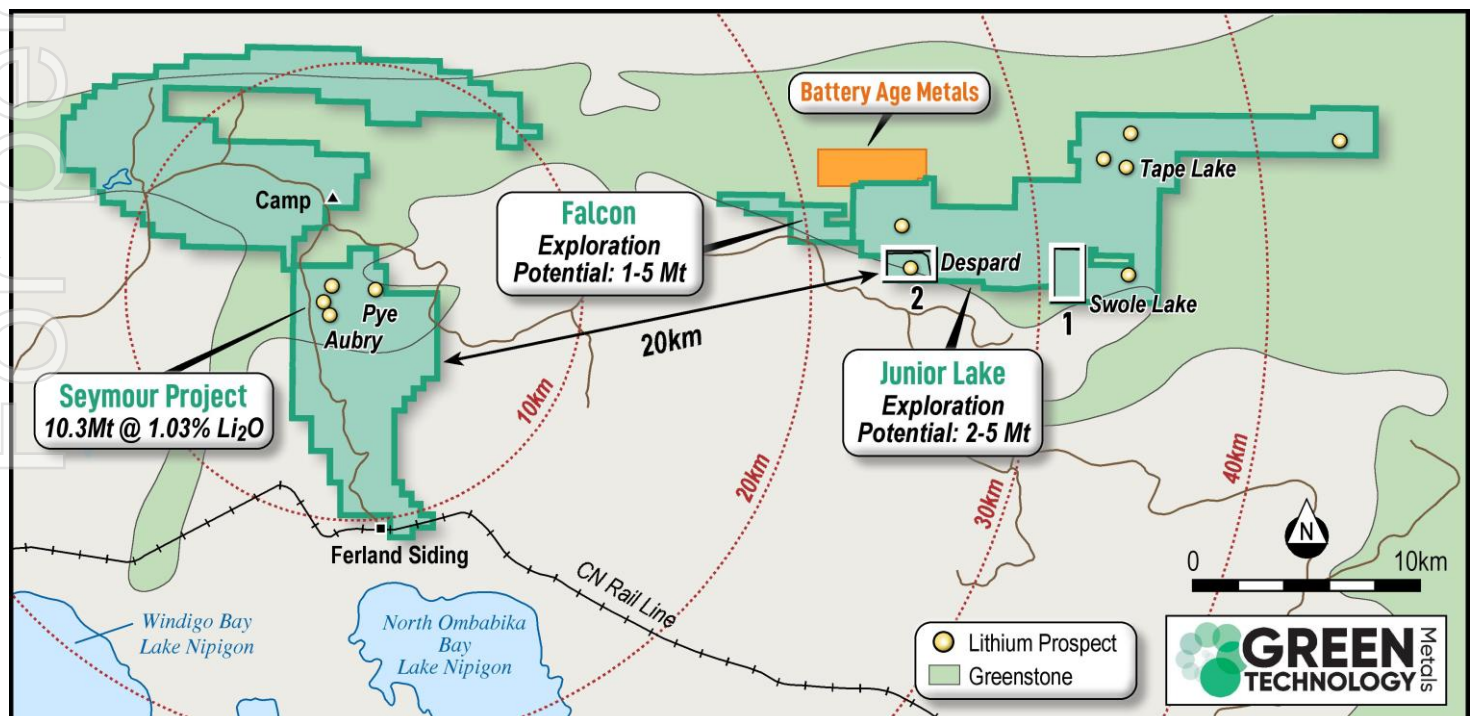 For per
Battery Age Metals
Camp
Falcon
Exploration
Potential: 1-5 Mt
Tape Lake
Despard
2
1
Swole Lake
Pye
Aubry
20km
Seymour Project
10.3Mt @ 1.03% Li₂O
Junior Lake
Exploration
Potential: 2-5 Mt
10km
20km
30km
40km
Ferland Siding
CN Rail Line
N
0
10km
Windigo Bay
Lake Nipigon
North Ombabika
Bay
Lake Nipigon
Lithium Prospect
Greenstone
GREEN
TECHNOLOGY
Metals